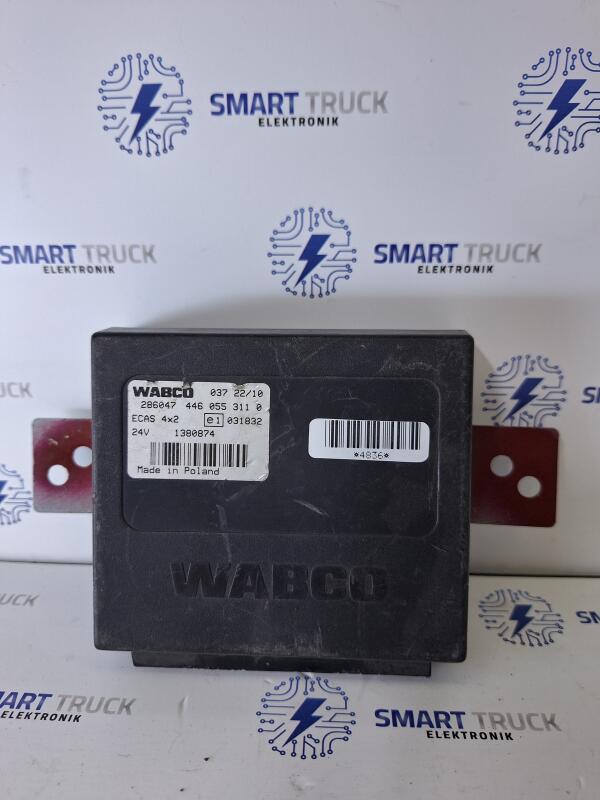 SMART TRUCK
ELEKTRONIK
SMART TRUCK
ELEKTRONIK
SMART TRUCK
ELEKTRONIK
WABCO 037 22/10
286047 446 055 311 0
ECAS 4x2 e1 031832
24V 1380874
Made in Poland
*4836*
WABCO
SMART TRUCK
ELEKTRONIK
SMART TRUCK
ELEKTRONIK